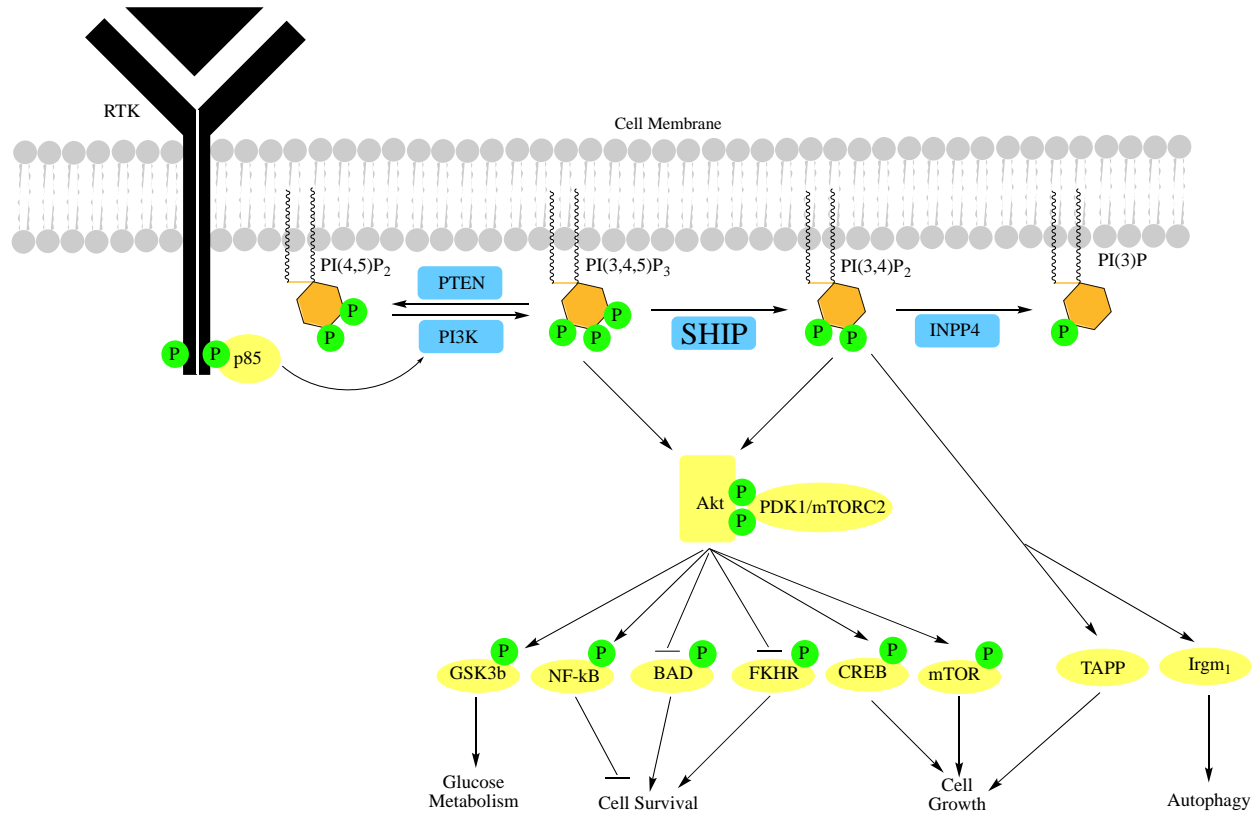 RTK
Cell Membrane
PI(4,5)P2
PI(3,4,5)P3
PI(3,4)P2
PI(3)P
PTEN
PI3K
SHIP
INPP4
P
P
P
P
P
P
P
P
P
P
p85
Akt
P
P
PDK1/mTORC2
P
P
P
P
P
P
GSK3b
NF-kB
BAD
FKHR
CREB
mTOR
TAPP
Irgm1
Glucose
Metabolism
Cell Survival
Cell
Growth
Autophagy